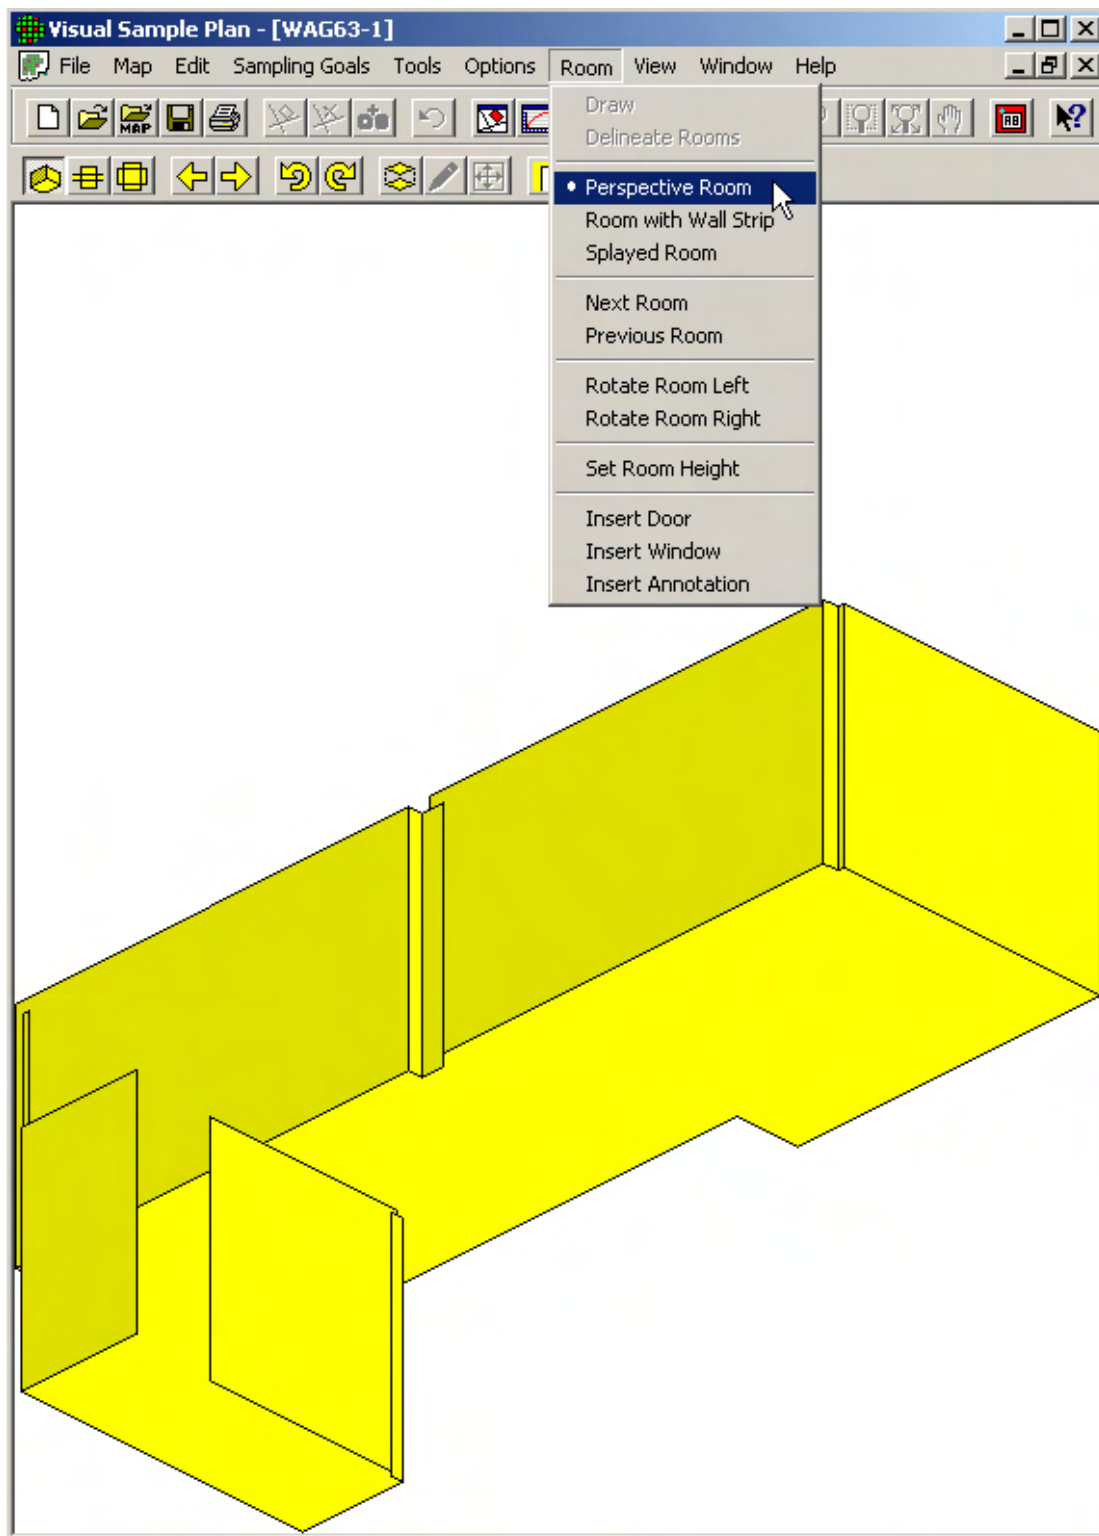 Visual Sample Plan - [WAG63-1]
File Map Edit Sampling Goals Tools Options Room View Window Help
MAP
AB
?
Draw
Delineate Rooms
Perspective Room
Room with Wall Strip
Splayed Room
Next Room
Previous Room
Rotate Room Left
Rotate Room Right
Set Room Height
Insert Door
Insert Window
Insert Annotation